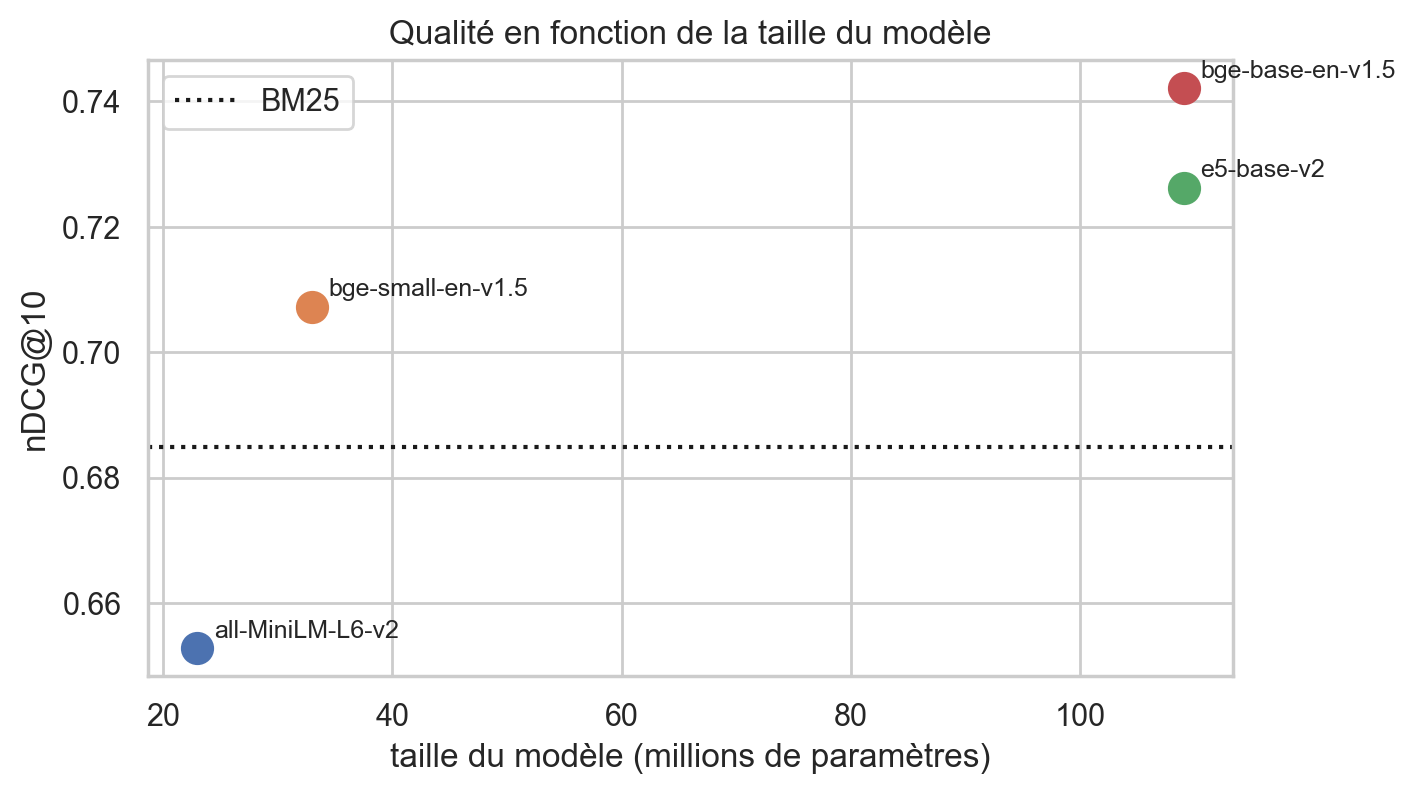 Qualité en fonction de la taille du modèle
BM25
bge-base-en-v1.5
e5-base-v2
bge-small-en-v1.5
all-MiniLM-L6-v2
nDCG@10
0.74
0.72
0.70
0.68
0.66
20 40 60 80 100
taille du modèle (millions de paramètres)